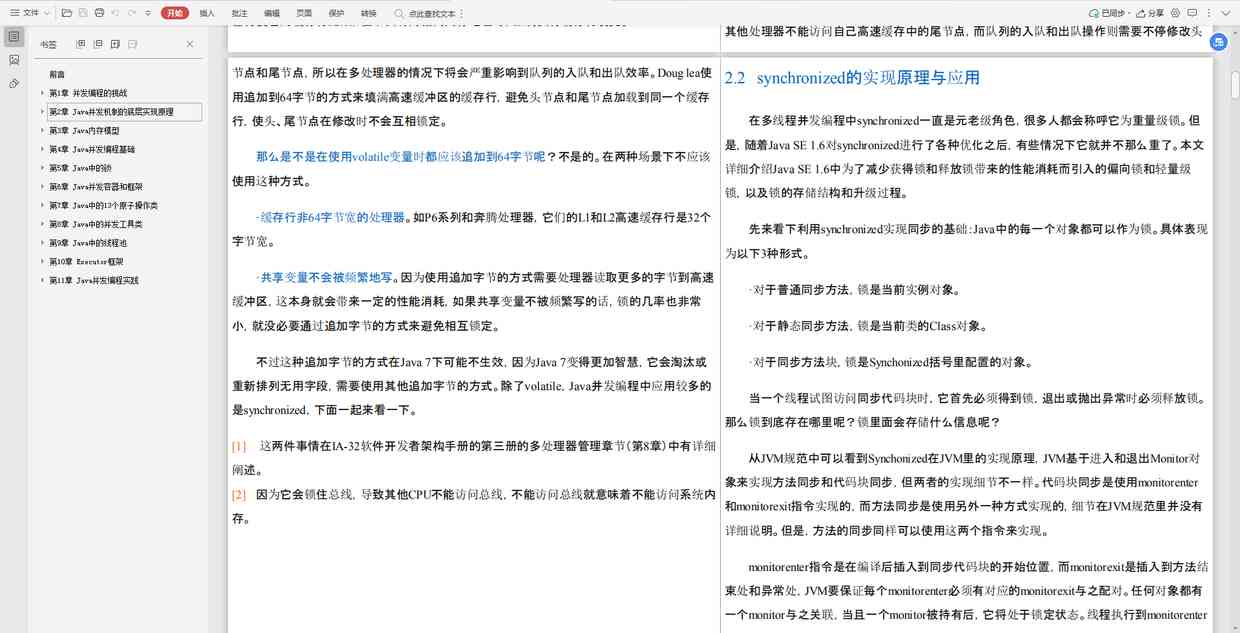 文件
开始
插入
批注
编辑
页面
保护
转换
点此查找文本
已同步
分享
书签
前言
第1章 并发编程的挑战
第2章 Java并发机制的底层实现原理
第3章 Java内存模型
第4章 Java并发编程基础
第5章 Java中的锁
第6章 Java并发容器和框架
第7章 Java中的13个原子操作类
第8章 Java中的并发工具类
第9章 Java中的线程池
第10章 Executor框架
第11章 Java并发编程实践
节点和尾节点，所以在多处理器的情况下将会严重影响到队列的入队和出队效率。Doug lea使
用追加到64字节的方式来填满高速缓冲区的缓存行，避免头节点和尾节点加载到同一个缓存
行，使头、尾节点在修改时不会互相锁定。
那么是不是在使用volatile变量时都应该追加到64字节呢？不是的。在两种场景下不应该
使用这种方式。
·缓存行非64字节宽的处理器。如P6系列和奔腾处理器，它们的L1和L2高速缓存行是32个
字节宽。
·共享变量不会被频繁地写。因为使用追加字节的方式需要处理器读取更多的字节到高速
缓冲区，这本身就会带来一定的性能消耗，如果共享变量不被频繁写的话，锁的几率也非常
小，就没必要通过追加字节的方式来避免相互锁定。
不过这种追加字节的方式在Java 7下可能不生效，因为Java 7变得更加智慧，它会淘汰或
重新排列无用字段，需要使用其他追加字节的方式。除了volatile，Java并发编程中应用较多的
是synchronized，下面一起来看一下。
[1] 这两件事情在IA-32软件开发者架构手册的第三册的多处理器管理章节（第8章）中有详细
阐述。
[2] 因为它会锁住总线，导致其他CPU不能访问总线，不能访问总线就意味着不能访问系统内
存。
其他处理器不能访问自己高速缓存中的尾节点，而队列的入队和出队操作则需要不停修改头
2.2 synchronized的实现原理与应用
在多线程并发编程中synchronized一直是元老级角色，很多人都会称呼它为重量级锁。但
是，随着Java SE 1.6对synchronized进行了各种优化之后，有些情况下它就并不那么重了。本文
详细介绍Java SE 1.6中为了减少获得锁和释放锁带来的性能消耗而引入的偏向锁和轻量级
锁，以及锁的存储结构和升级过程。
先来看下利用synchronized实现同步的基础：Java中的每一个对象都可以作为锁。具体表现
为以下3种形式。
·对于普通同步方法，锁是当前实例对象。
·对于静态同步方法，锁是当前类的Class对象。
·对于同步方法块，锁是Synchonized括号里配置的对象。
当一个线程试图访问同步代码块时，它首先必须得到锁，退出或抛出异常时必须释放锁。
那么锁到底存在哪里呢？锁里面会存储什么信息呢？
从JVM规范中可以看到Synchonized在JVM里的实现原理，JVM基于进入和退出Monitor对
象来实现方法同步和代码块同步，但两者的实现细节不一样。代码块同步是使用monitorenter
和monitorexit指令实现的，而方法同步是使用另外一种方式实现的，细节在JVM规范里并没有
详细说明。但是，方法的同步同样可以使用这两个指令来实现。
monitorenter指令是在编译后插入到同步代码块的开始位置，而monitorexit是插入到方法结
束处和异常处，JVM要保证每个monitorenter必须有对应的monitorexit与之配对。任何对象都有
一个monitor与之关联，当且一个monitor被持有后，它将处于锁定状态。线程执行到monitorenter